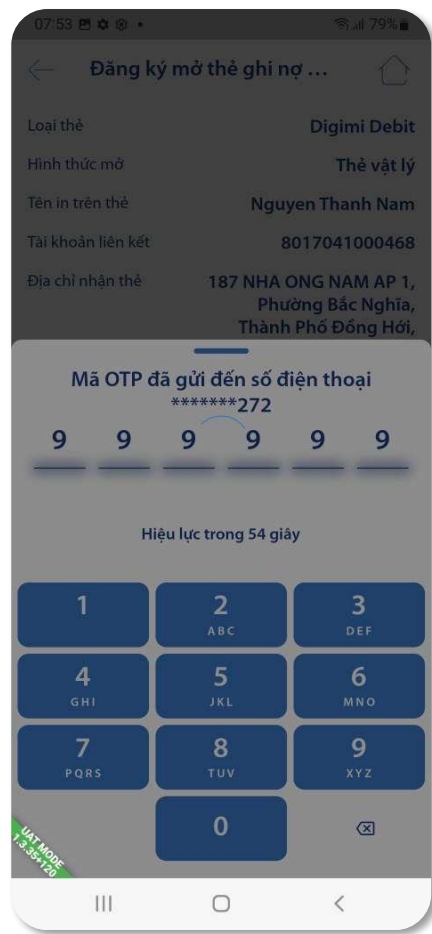 07:53 79%
Đăng ký mở thẻ ghi nợ ...
Loại thẻ Digimi Debit
Hình thức mở Thẻ vật lý
Tên in trên thẻ Nguyen Thanh Nam
Tài khoản liên kết 8017041000468
Địa chỉ nhận thẻ 187 NHA ONG NAM AP 1,
Phường Bắc Nghĩa,
Thành Phố Đồng Hới,
Mã OTP đã gửi đến số điện thoại
*******272
9 9 9 9 9 9
Hiệu lực trong 54 giây
1 2 3
ABC DEF
4 5 6
GHI JKL MNO
7 8 9
PQRS TUV XYZ
0
UAT MODE
1.3.35+120